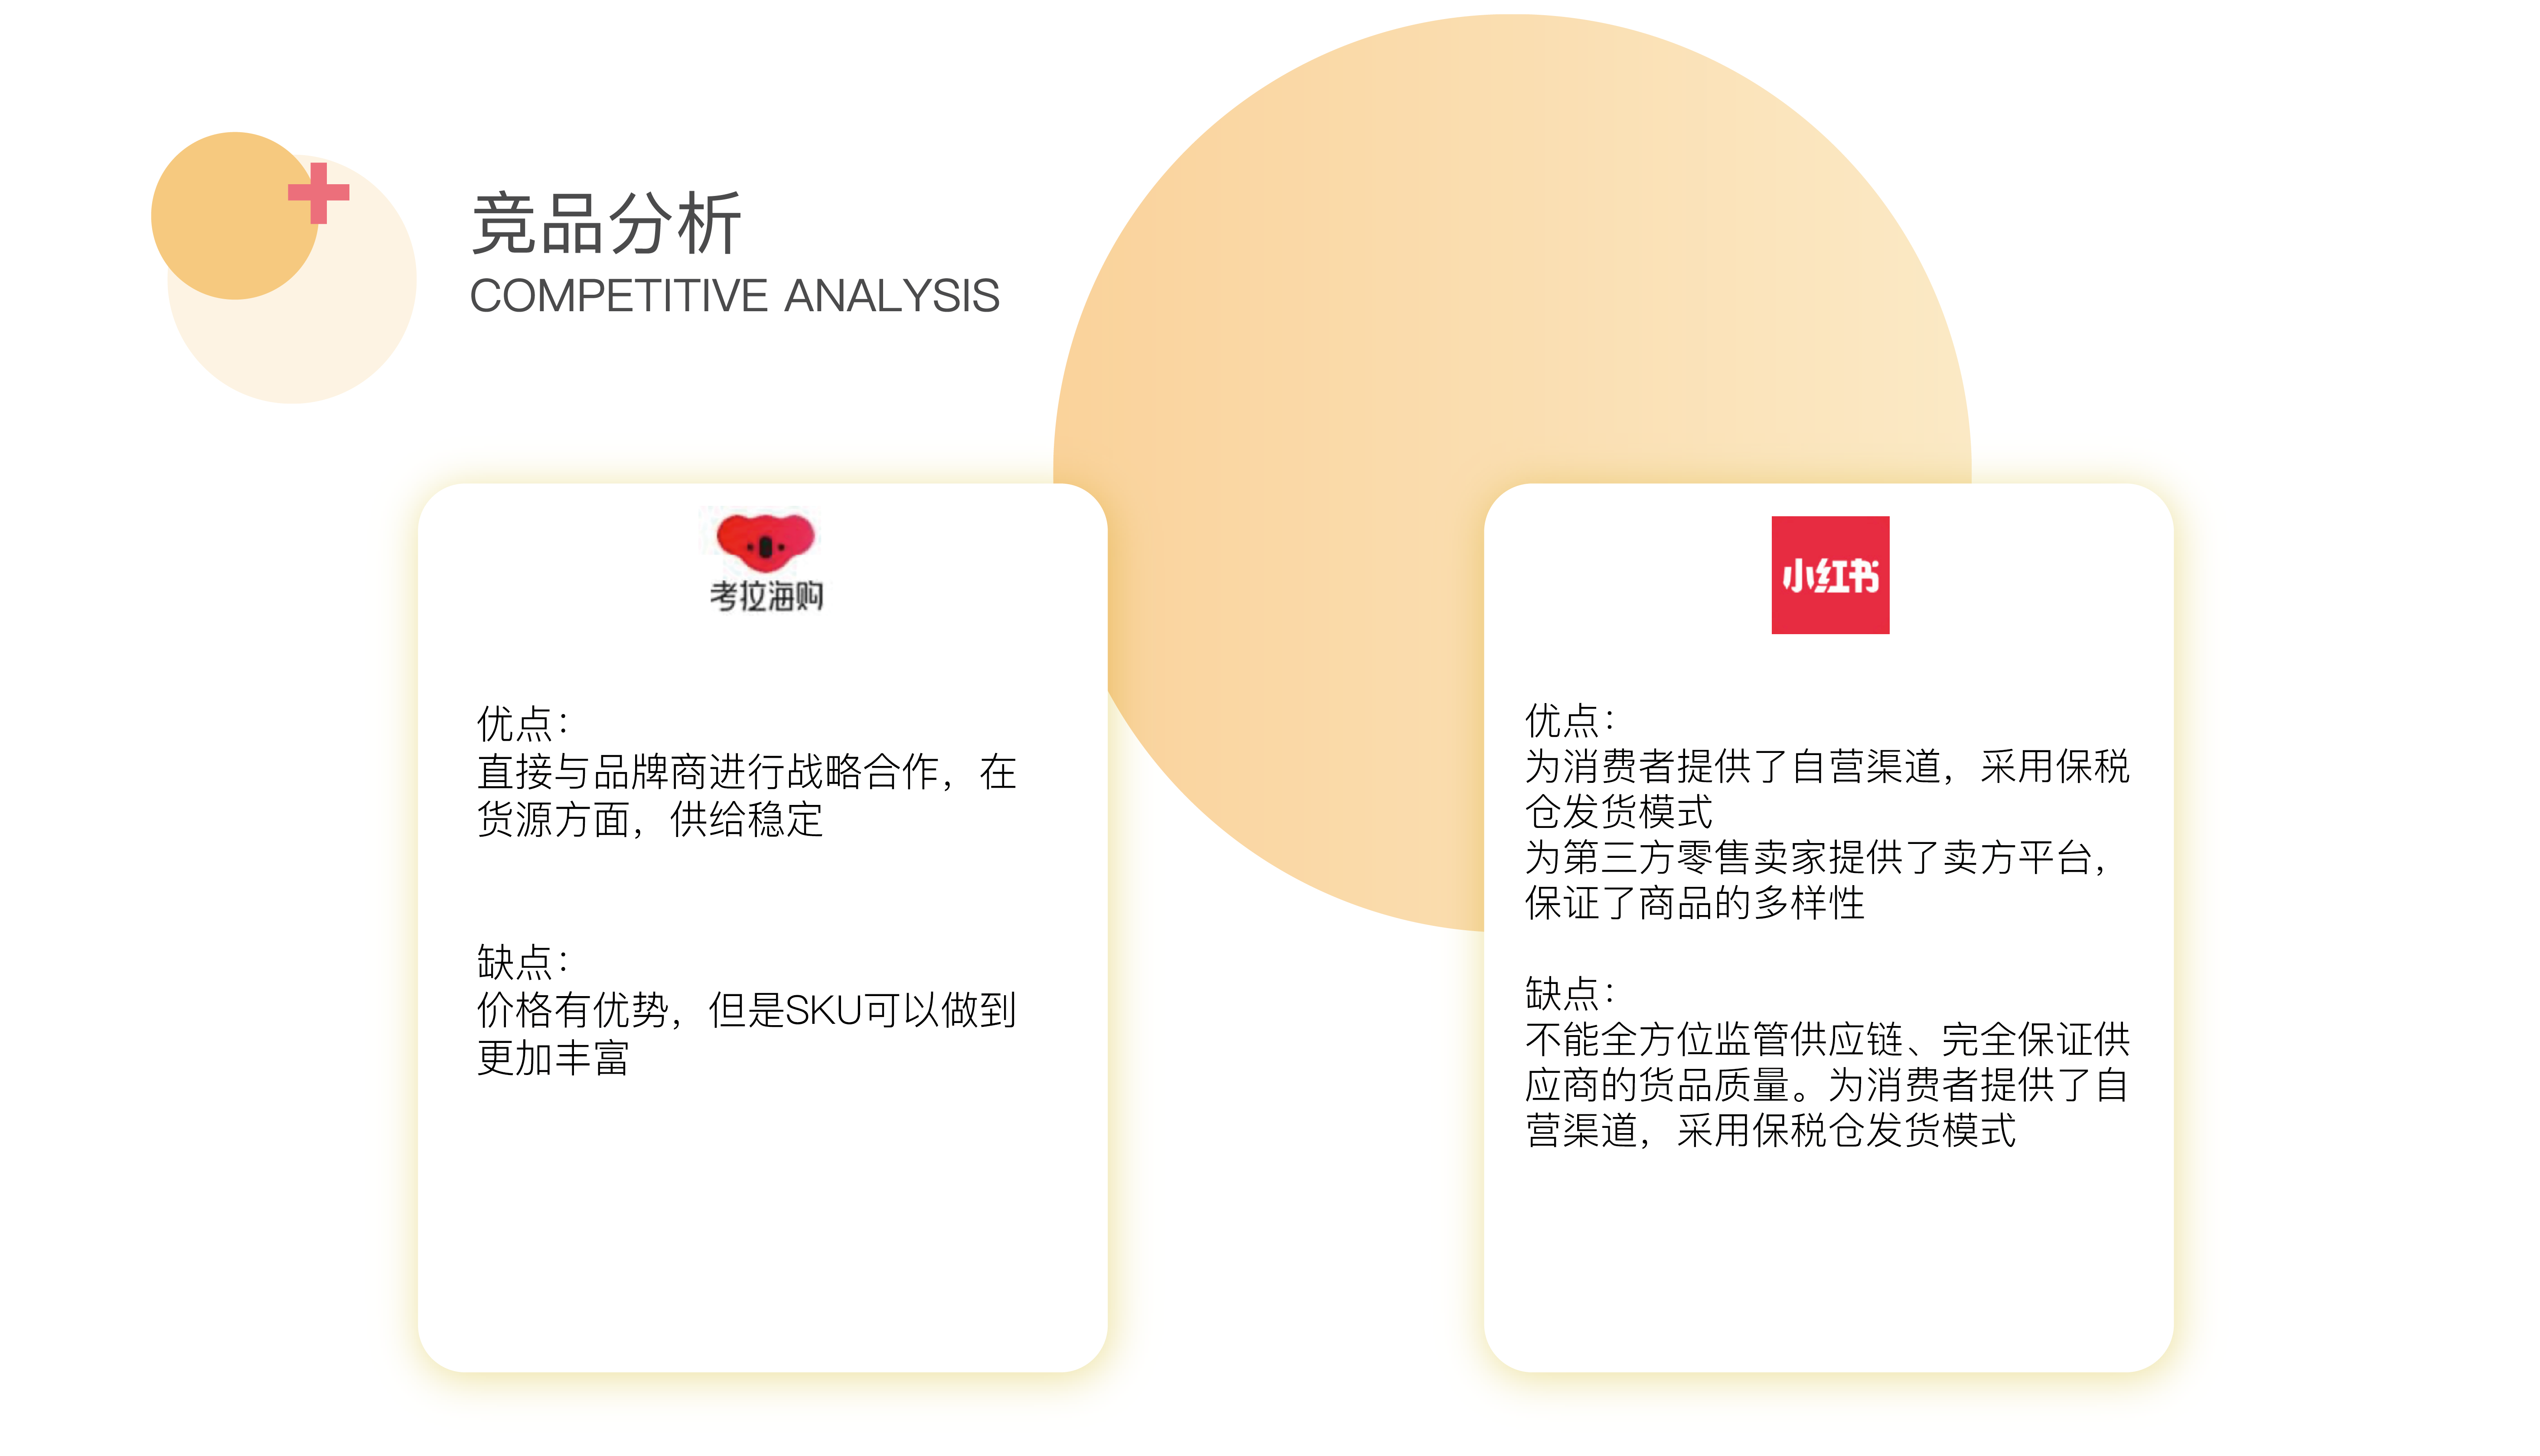 竞品分析
COMPETITIVE ANALYSIS
考拉海购
优点：
直接与品牌商进行战略合作，在
货源方面，供给稳定
缺点：
价格有优势，但是SKU可以做到
更加丰富
小红书
优点：
为消费者提供了自营渠道，采用保税
仓发货模式
为第三方零售卖家提供了卖方平台，
保证了商品的多样性
缺点：
不能全方位监管供应链、完全保证供
应商的货品质量。为消费者提供了自
营渠道，采用保税仓发货模式